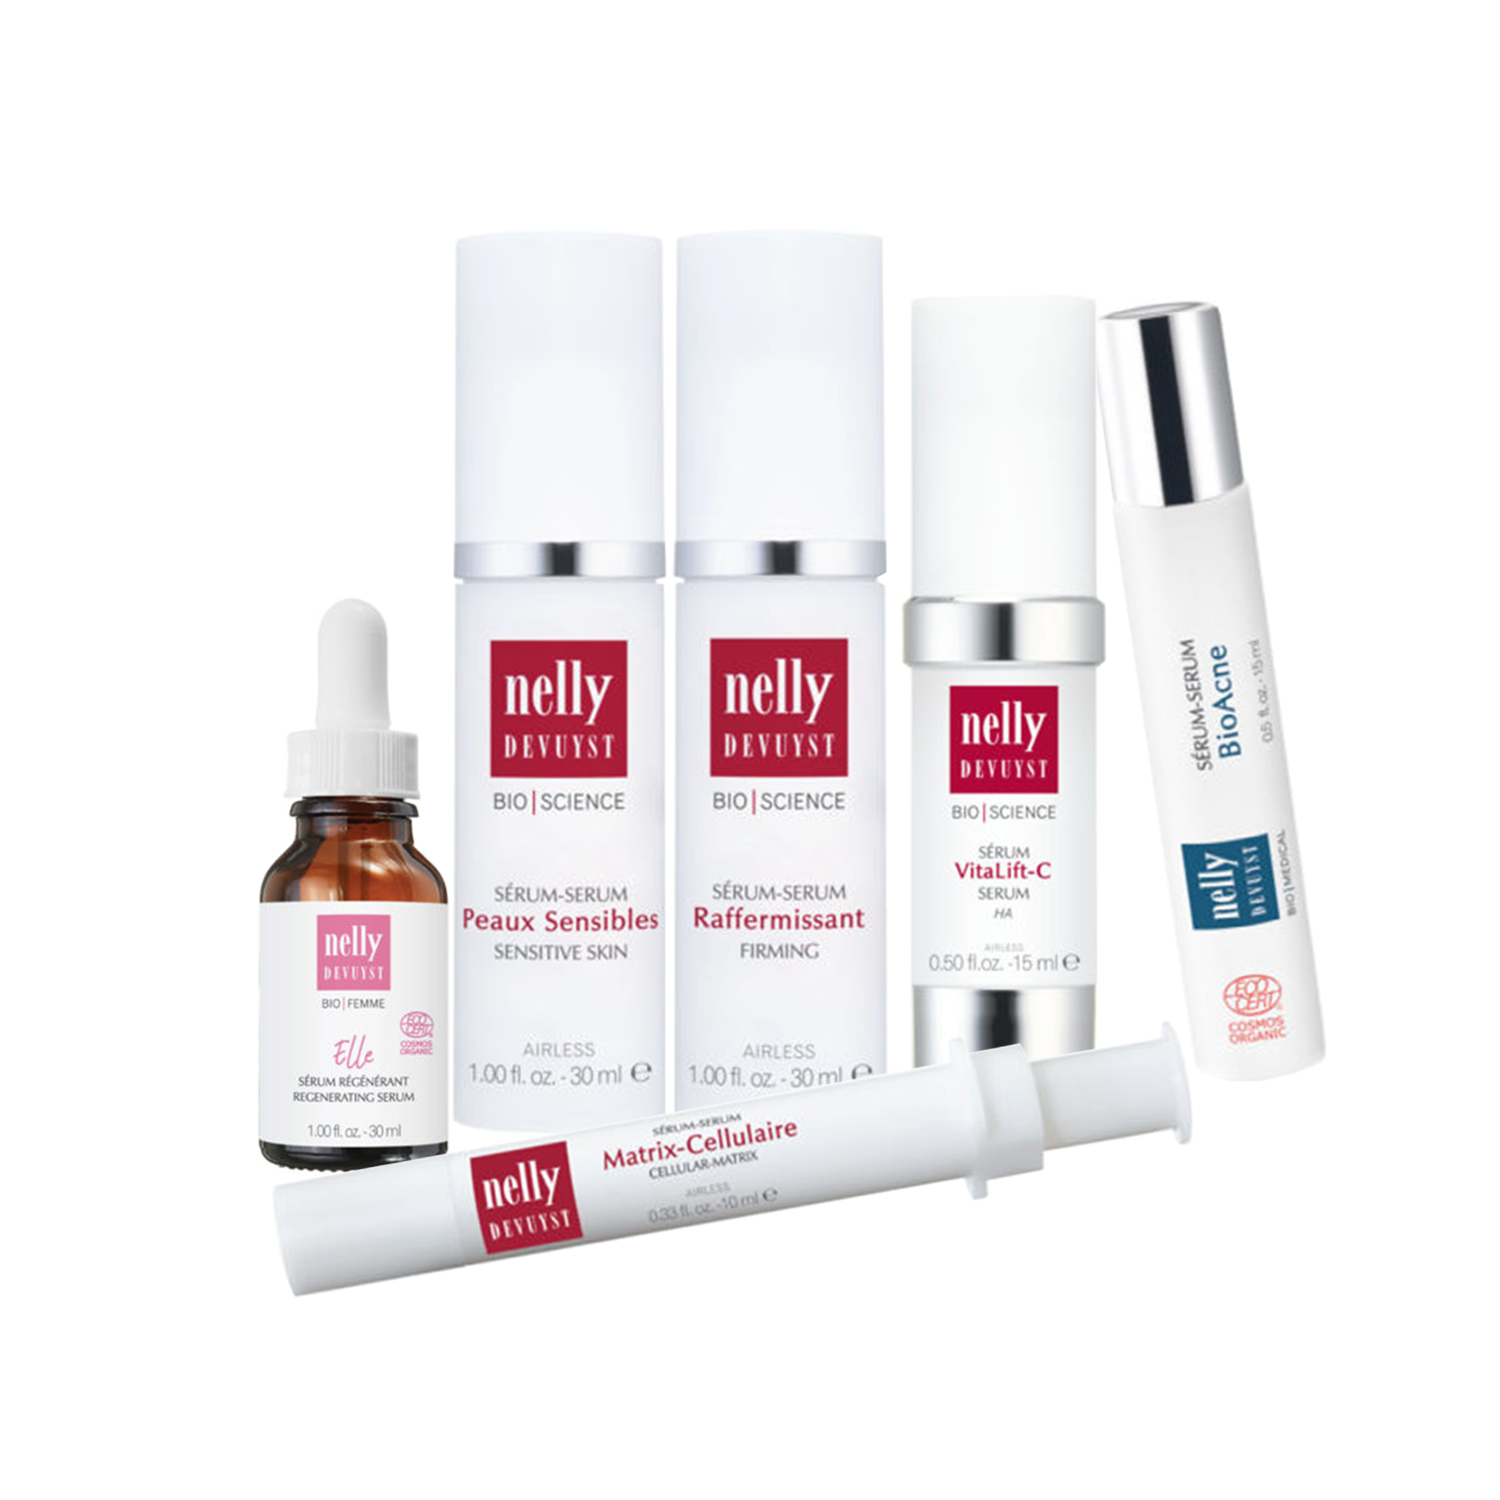 nelly
DEVUYST
BIO|FEMME
Elle
ECO
CERT
COSMOS
ORGANIC
SÉRUM RÉGÉNÉRANT
REGENERATING SERUM
1.00 fl. oz. - 30 ml
nelly
DEVUYST
BIO|SCIENCE
SÉRUM-SERUM
Peaux Sensibles
SENSITIVE SKIN
AIRLESS
1.00 fl. oz. - 30 ml ℮
nelly
DEVUYST
BIO|SCIENCE
SÉRUM-SERUM
Raffermissant
FIRMING
AIRLESS
1.00 fl. oz. - 30 ml ℮
nelly
DEVUYST
BIO|SCIENCE
SÉRUM
VitaLift-C
SERUM
HA
AIRLESS
0.50 fl.oz. -15 ml ℮
SÉRUM-SERUM
BioAcne
0.5 fl. oz. - 15 ml
nelly
DEVUYST
BIO|MEDICAL
ECO
CERT
COSMOS
ORGANIC
nelly
DEVUYST
SÉRUM-SERUM
Matrix-Cellulaire
CELLULAR-MATRIX
AIRLESS
0.33 fl. oz. -10 ml ℮